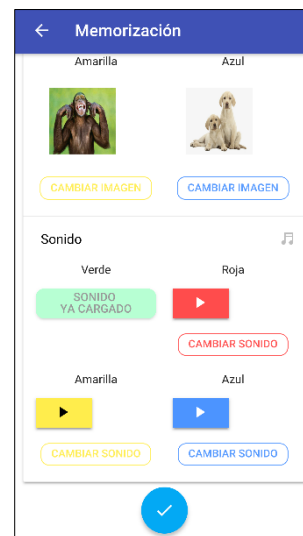 Memorización
Amarilla Azul
CAMBIAR IMAGEN CAMBIAR IMAGEN
Sonido
Verde Roja
SONIDO
YA CARGADO
CAMBIAR SONIDO
Amarilla Azul
CAMBIAR SONIDO CAMBIAR SONIDO